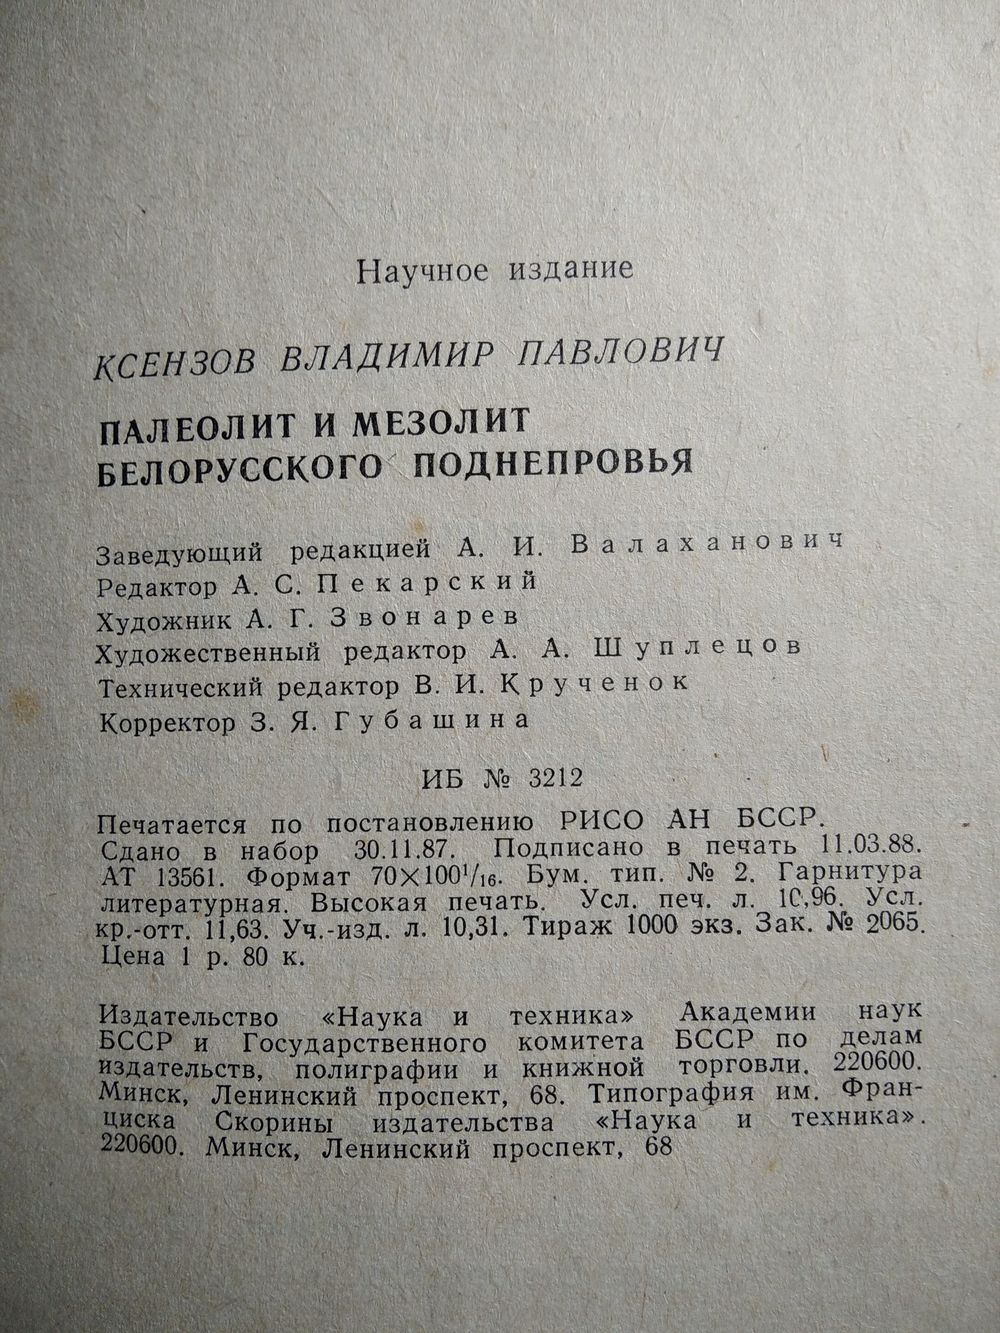 Научное издание
КСЕНЗОВ ВЛАДИМИР ПАВЛОВИЧ
ПАЛЕОЛИТ И МЕЗОЛИТ
БЕЛОРУССКОГО ПОДНЕПРОВЬЯ
Заведующий редакцией А. И. Валаханович
Редактор А. С. Пекарский
Художник А. Г. Звонарев
Художественный редактор А. А. Шуплецов
Технический редактор В. И. Крученок
Корректор З. Я. Губашина
ИБ № 3212
Печатается по постановлению РИСО АН БССР.
Сдано в набор 30.11.87. Подписано в печать 11.03.88.
АТ 13561. Формат 70×100¹/₁₆. Бум. тип. № 2. Гарнитура
литературная. Высокая печать. Усл. печ. л. 10,96. Усл.
кр.-отт. 11,63. Уч.-изд. л. 10,31. Тираж 1000 экз. Зак. № 2065.
Цена 1 р. 80 к.
Издательство «Наука и техника» Академии наук
БССР и Государственного комитета БССР по делам
издательств, полиграфии и книжной торговли. 220600.
Минск, Ленинский проспект, 68. Типография им. Фран-
циска Скорины издательства «Наука и техника».
220600. Минск, Ленинский проспект, 68